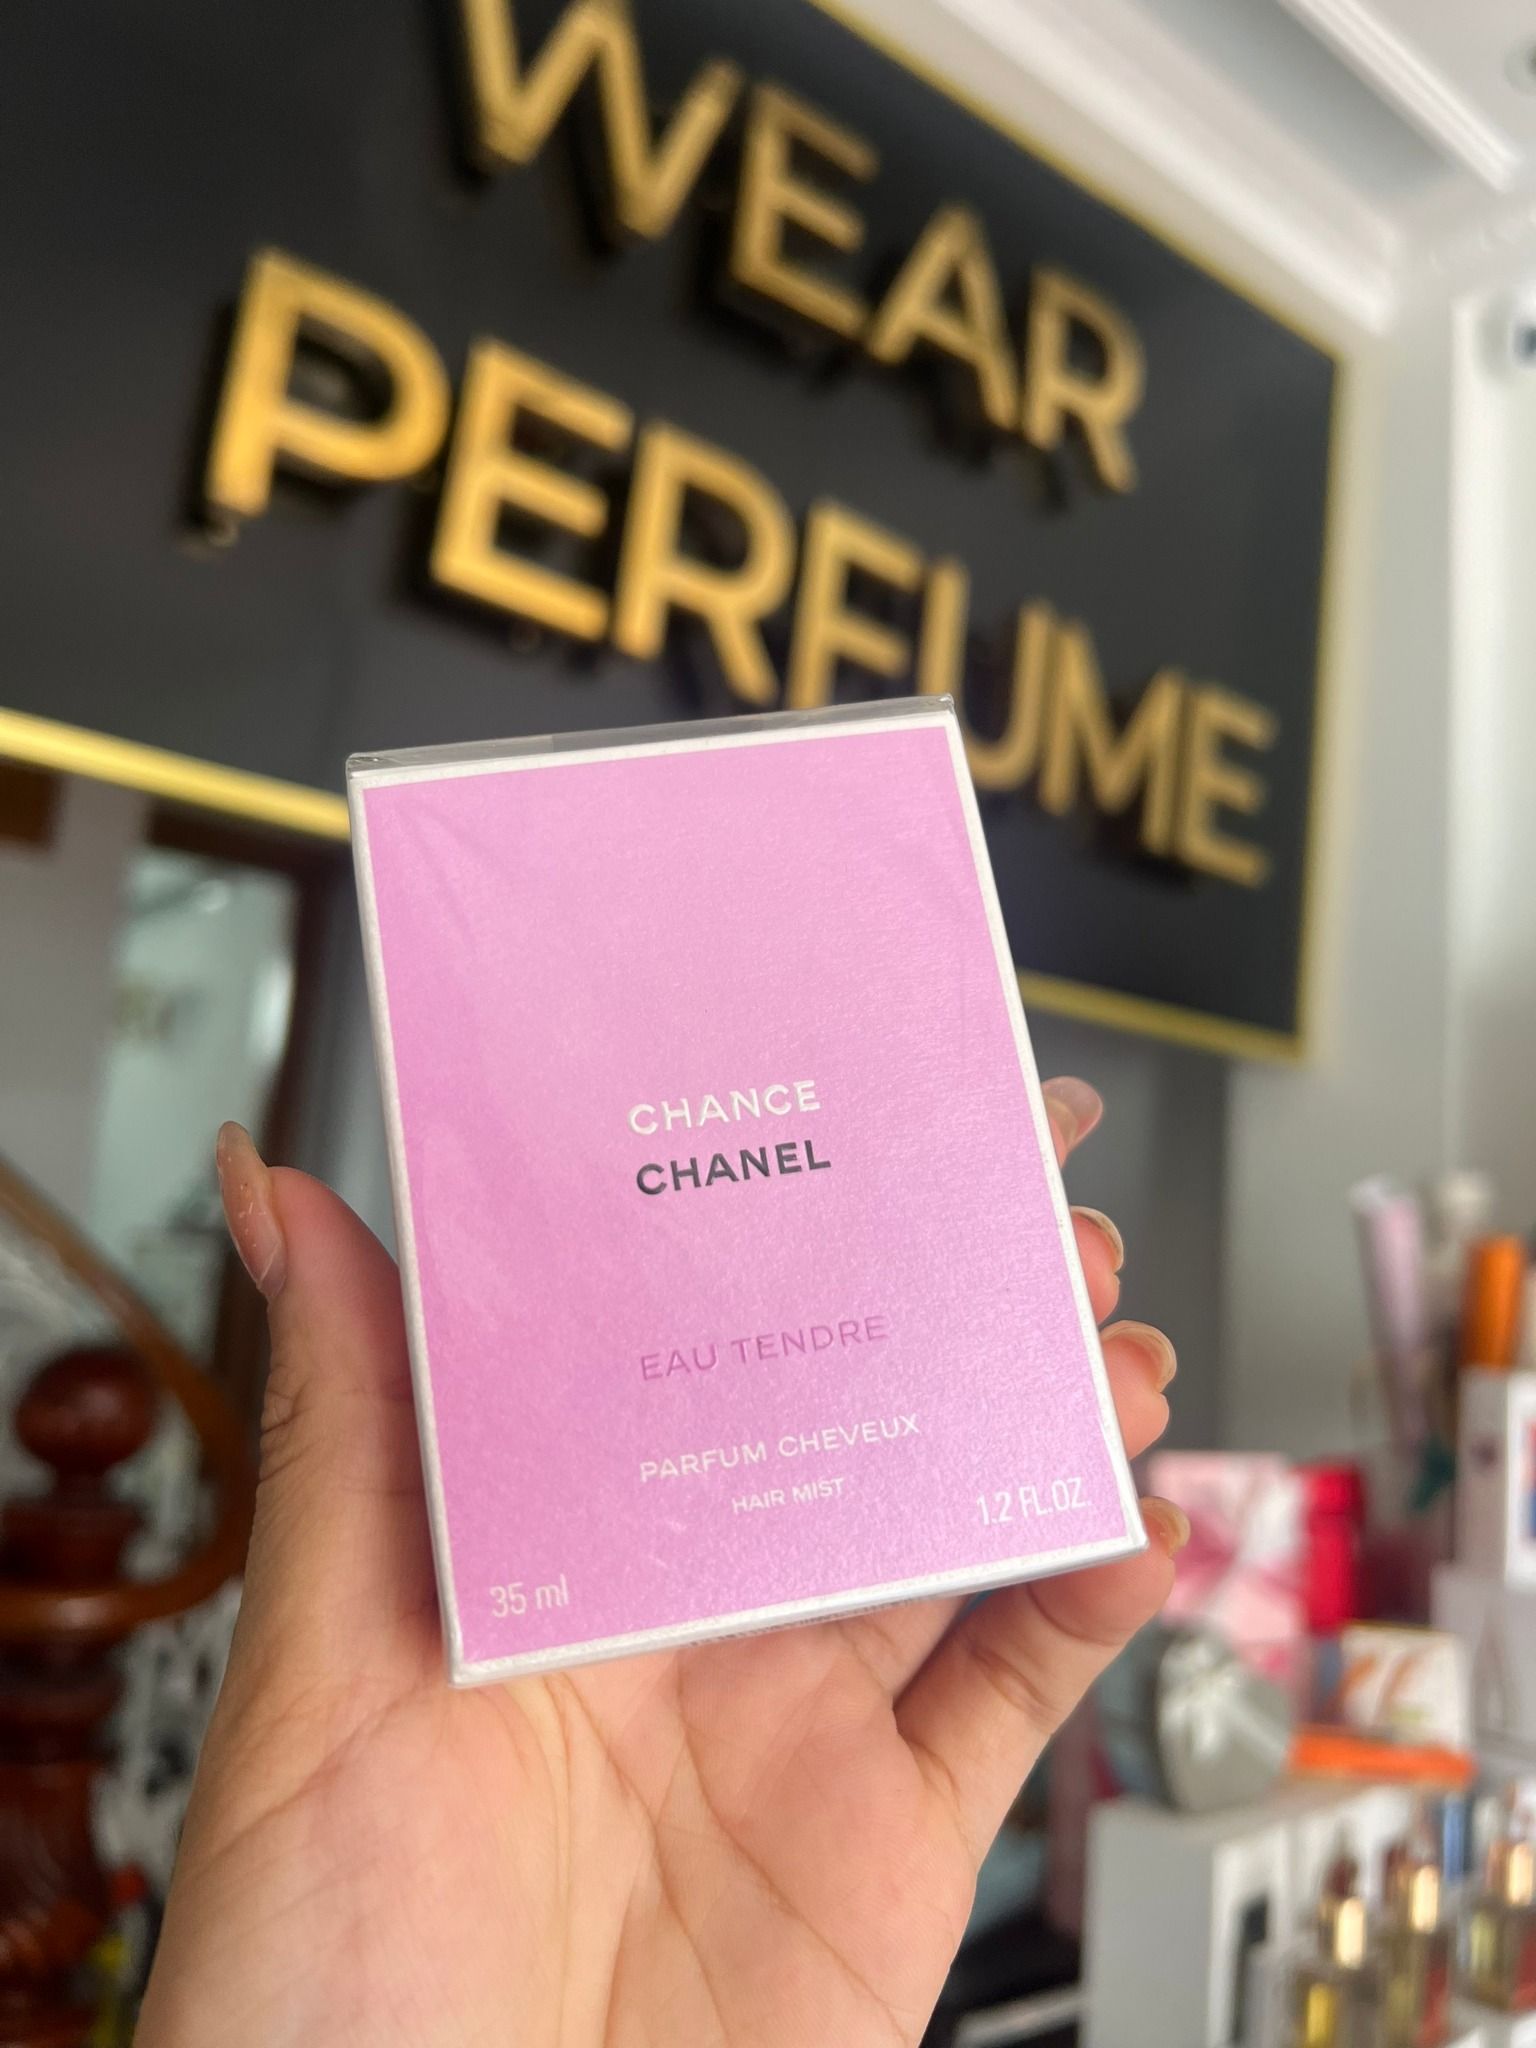 WEAR
PERFUME
CHANCE
CHANEL
EAU TENDRE
PARFUM CHEVEUX
HAIR MIST
1.2 FL.OZ.
35 ml